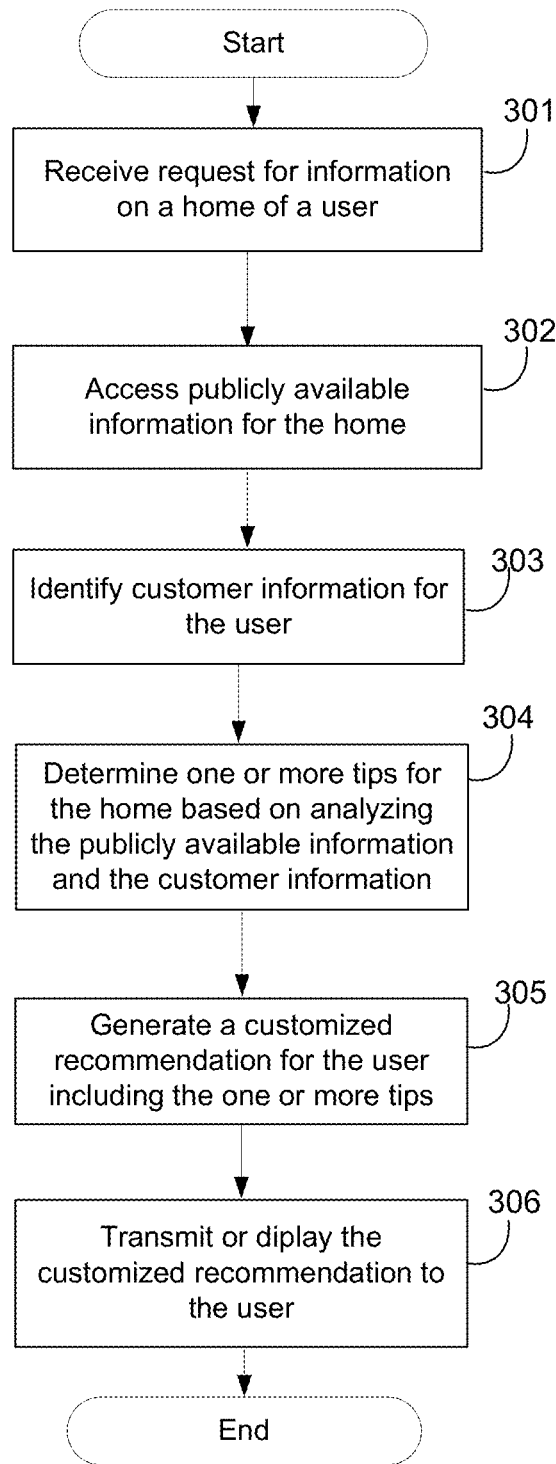 Start
301
Receive request for information
on a home of a user
302
Access publicly available
information for the home
303
Identify customer information for
the user
304
Determine one or more tips for
the home based on analyzing
the publicly available information
and the customer information
305
Generate a customized
recommendation for the user
including the one or more tips
306
Transmit or diplay the
customized recommendation to
the user
End